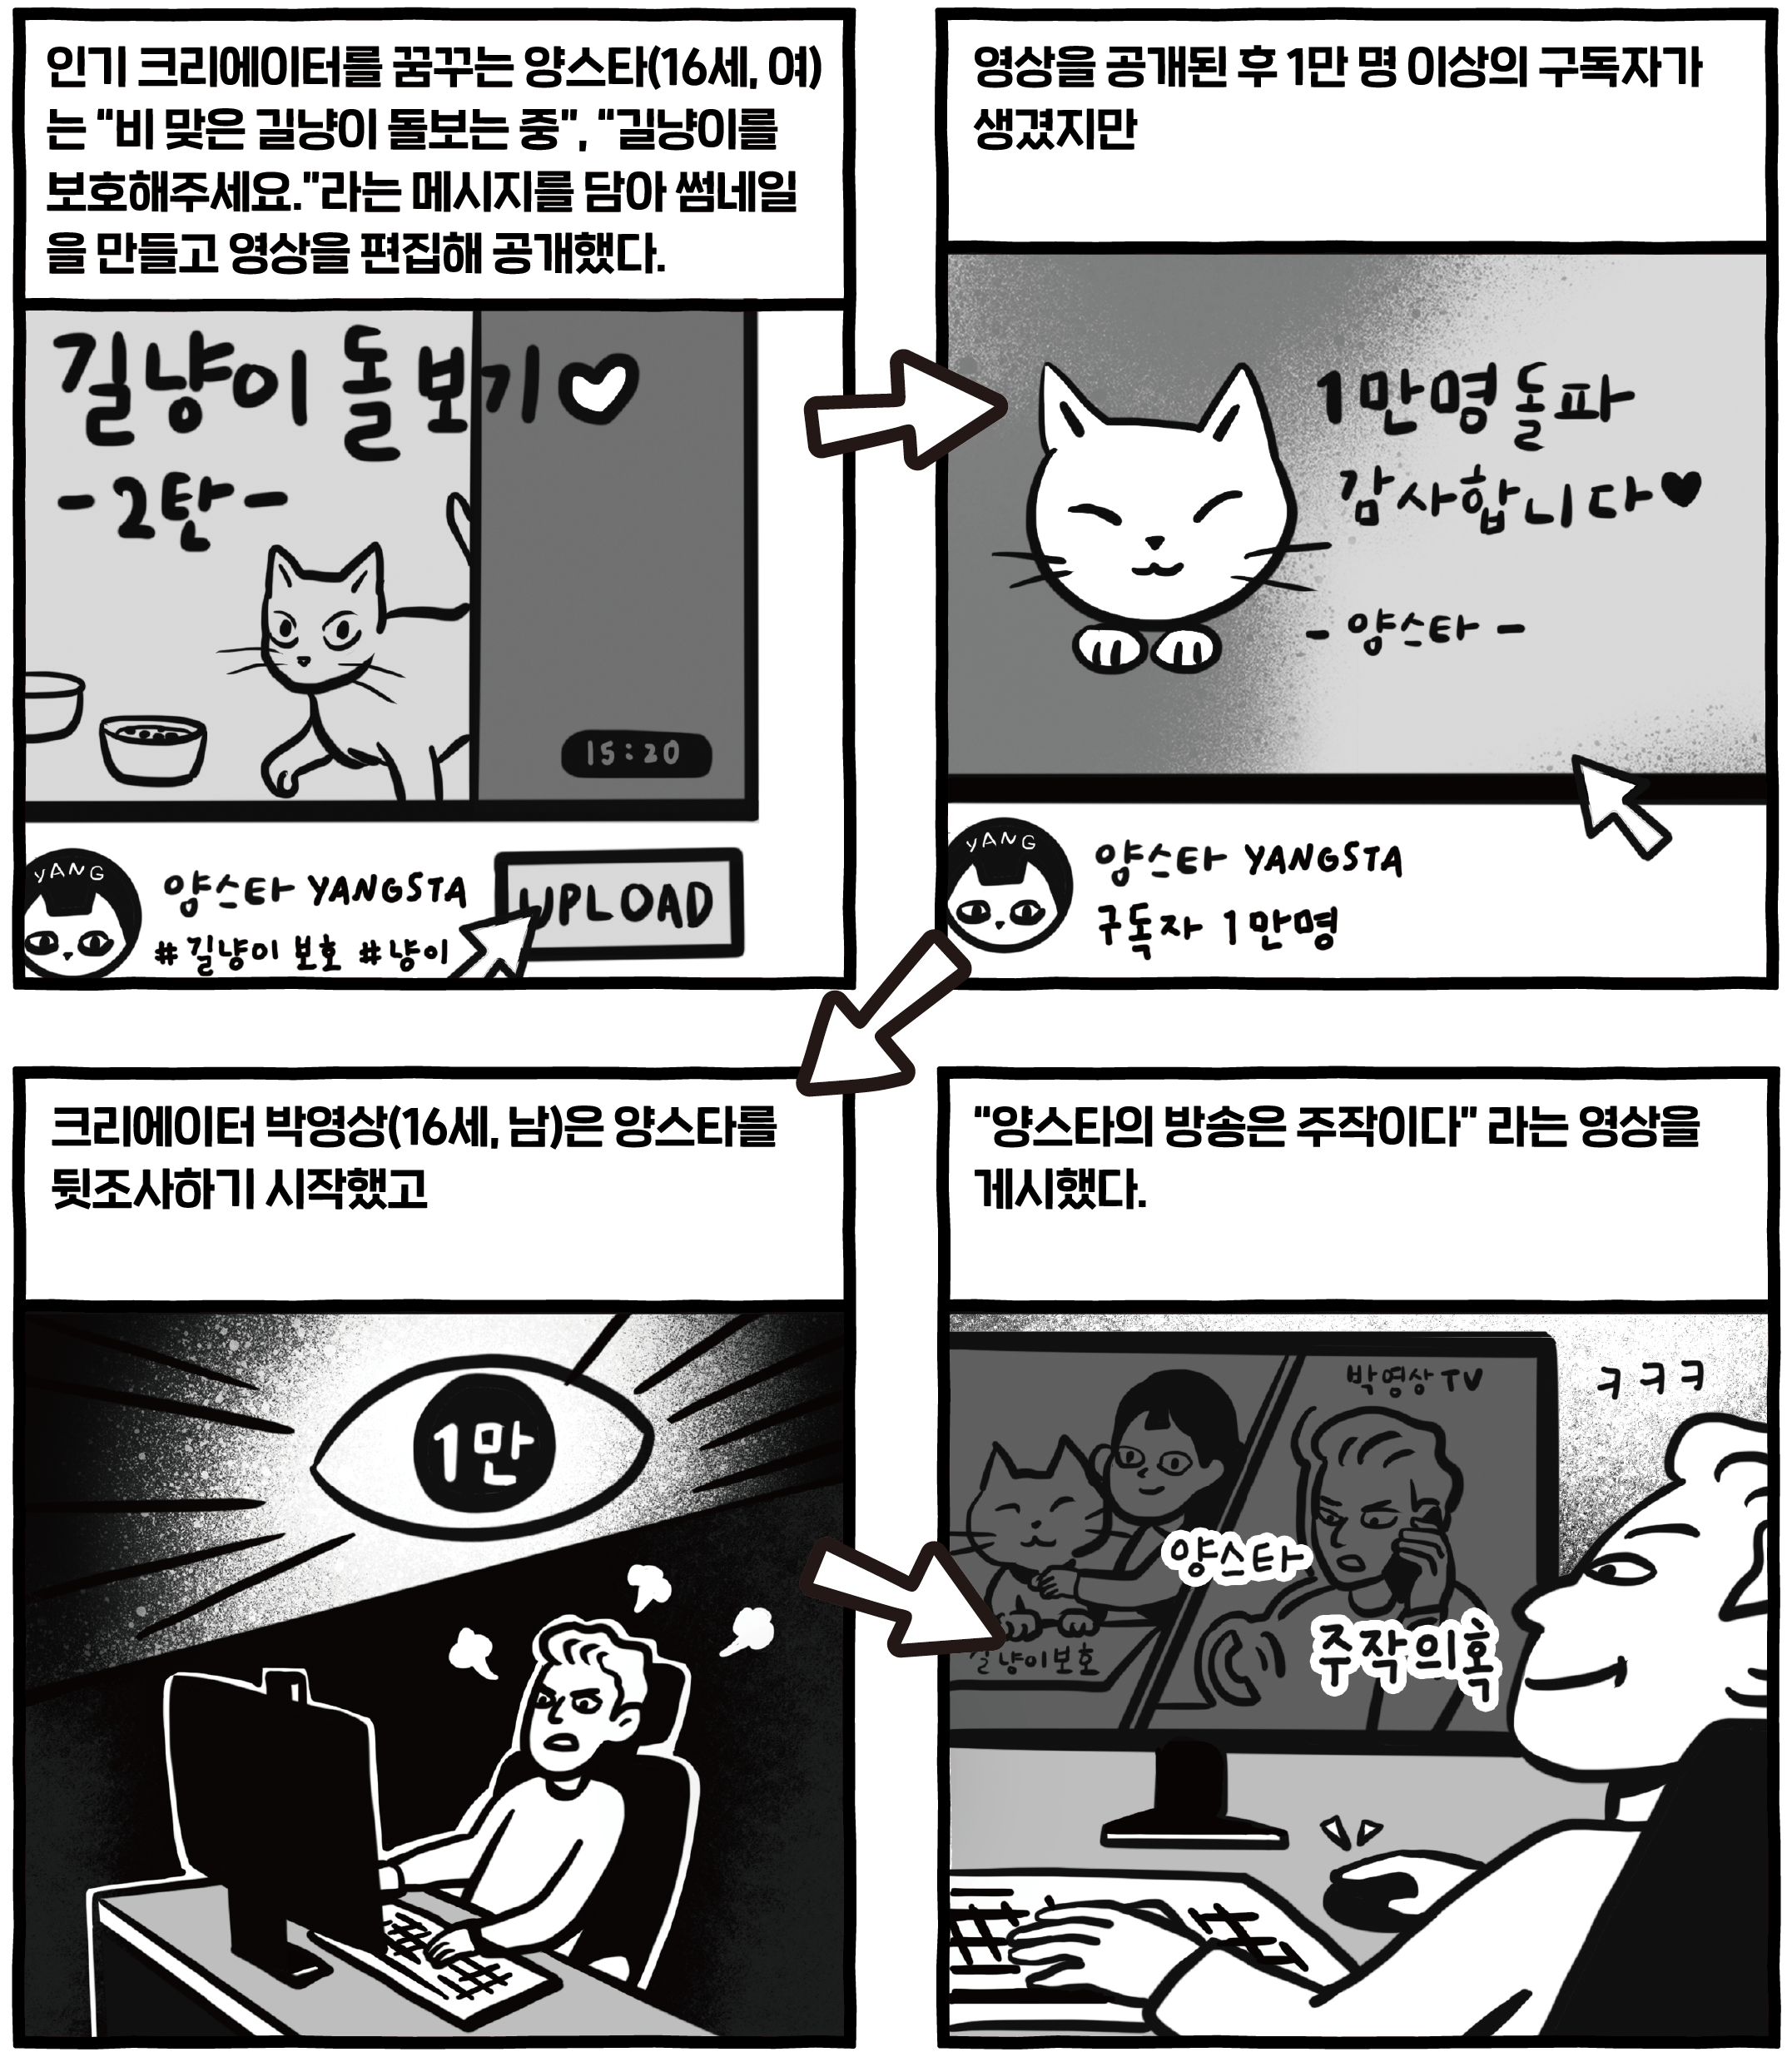 인기 크리에이터를 꿈꾸는 양스타(16세, 여)
는 "비 맞은 길냥이 돌보는 중", "길냥이를
보호해주세요."라는 메시지를 담아 썸네일
을 만들고 영상을 편집해 공개했다.
길냥이 돌보기♥
-2탄-
15:20
YANG
양스타 YANGSTA
#길냥이 보호 #냥이
UPLOAD
영상을 공개된 후 1만 명 이상의 구독자가
생겼지만
1만명 돌파
감사합니다♥
- 양스타 -
YANG
양스타 YANGSTA
구독자 1만명
크리에이터 박영상(16세, 남)은 양스타를
뒷조사하기 시작했고
1만
"양스타의 방송은 주작이다" 라는 영상을
게시했다.
박영상TV
ㅋㅋㅋ
양스타
주작의혹
길냥이보호